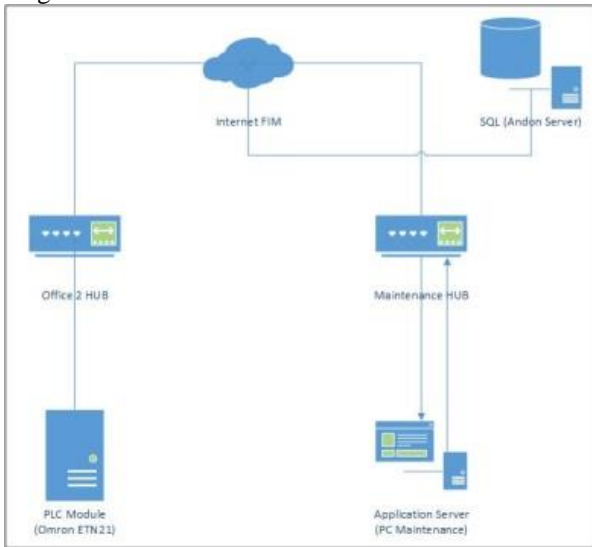 Internet FIM
SQL (Andon Server)
Office 2 HUB
Maintenance HUB
PLC Module
(Omron ETN21)
Application Server
(PC Maintenance)